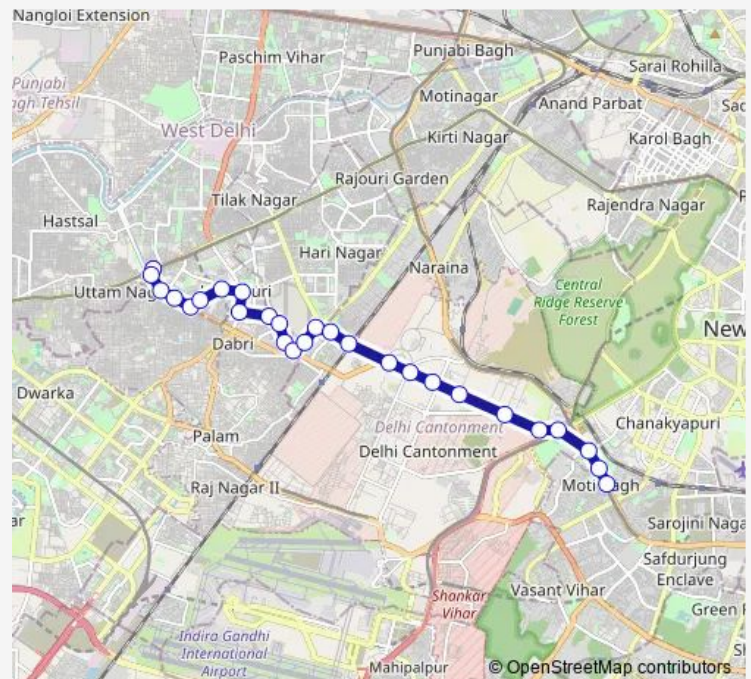 Nangloi Extension
Punjabi Bagh
Paschim Vihar
Sarai Rohilla
Punjabi
agh Tehsil
Motinagar
Anand Parbat
West Delhi
Kirti Nagar
Karol Bagh
Rajouri Garden
Tilak Nagar
Rajendra Nagar
Hastsal
Hari Nagar
Naraina
Central
Ridge Reserve
Forest
Uttam Nag
uri
New
Dabri
Dwarka
Chanakyapuri
Delhi Cantonment
Palam
Delhi Cantonment
Raj Nagar II
Moti Bagh
ar
Sarojini Naga
Safdurjung
Enclave
Shankar
Vihar
Vasant Vihar
Green
Indira Gandhi
International
Airport
Mahipalpur
© OpenStreetMap contributors